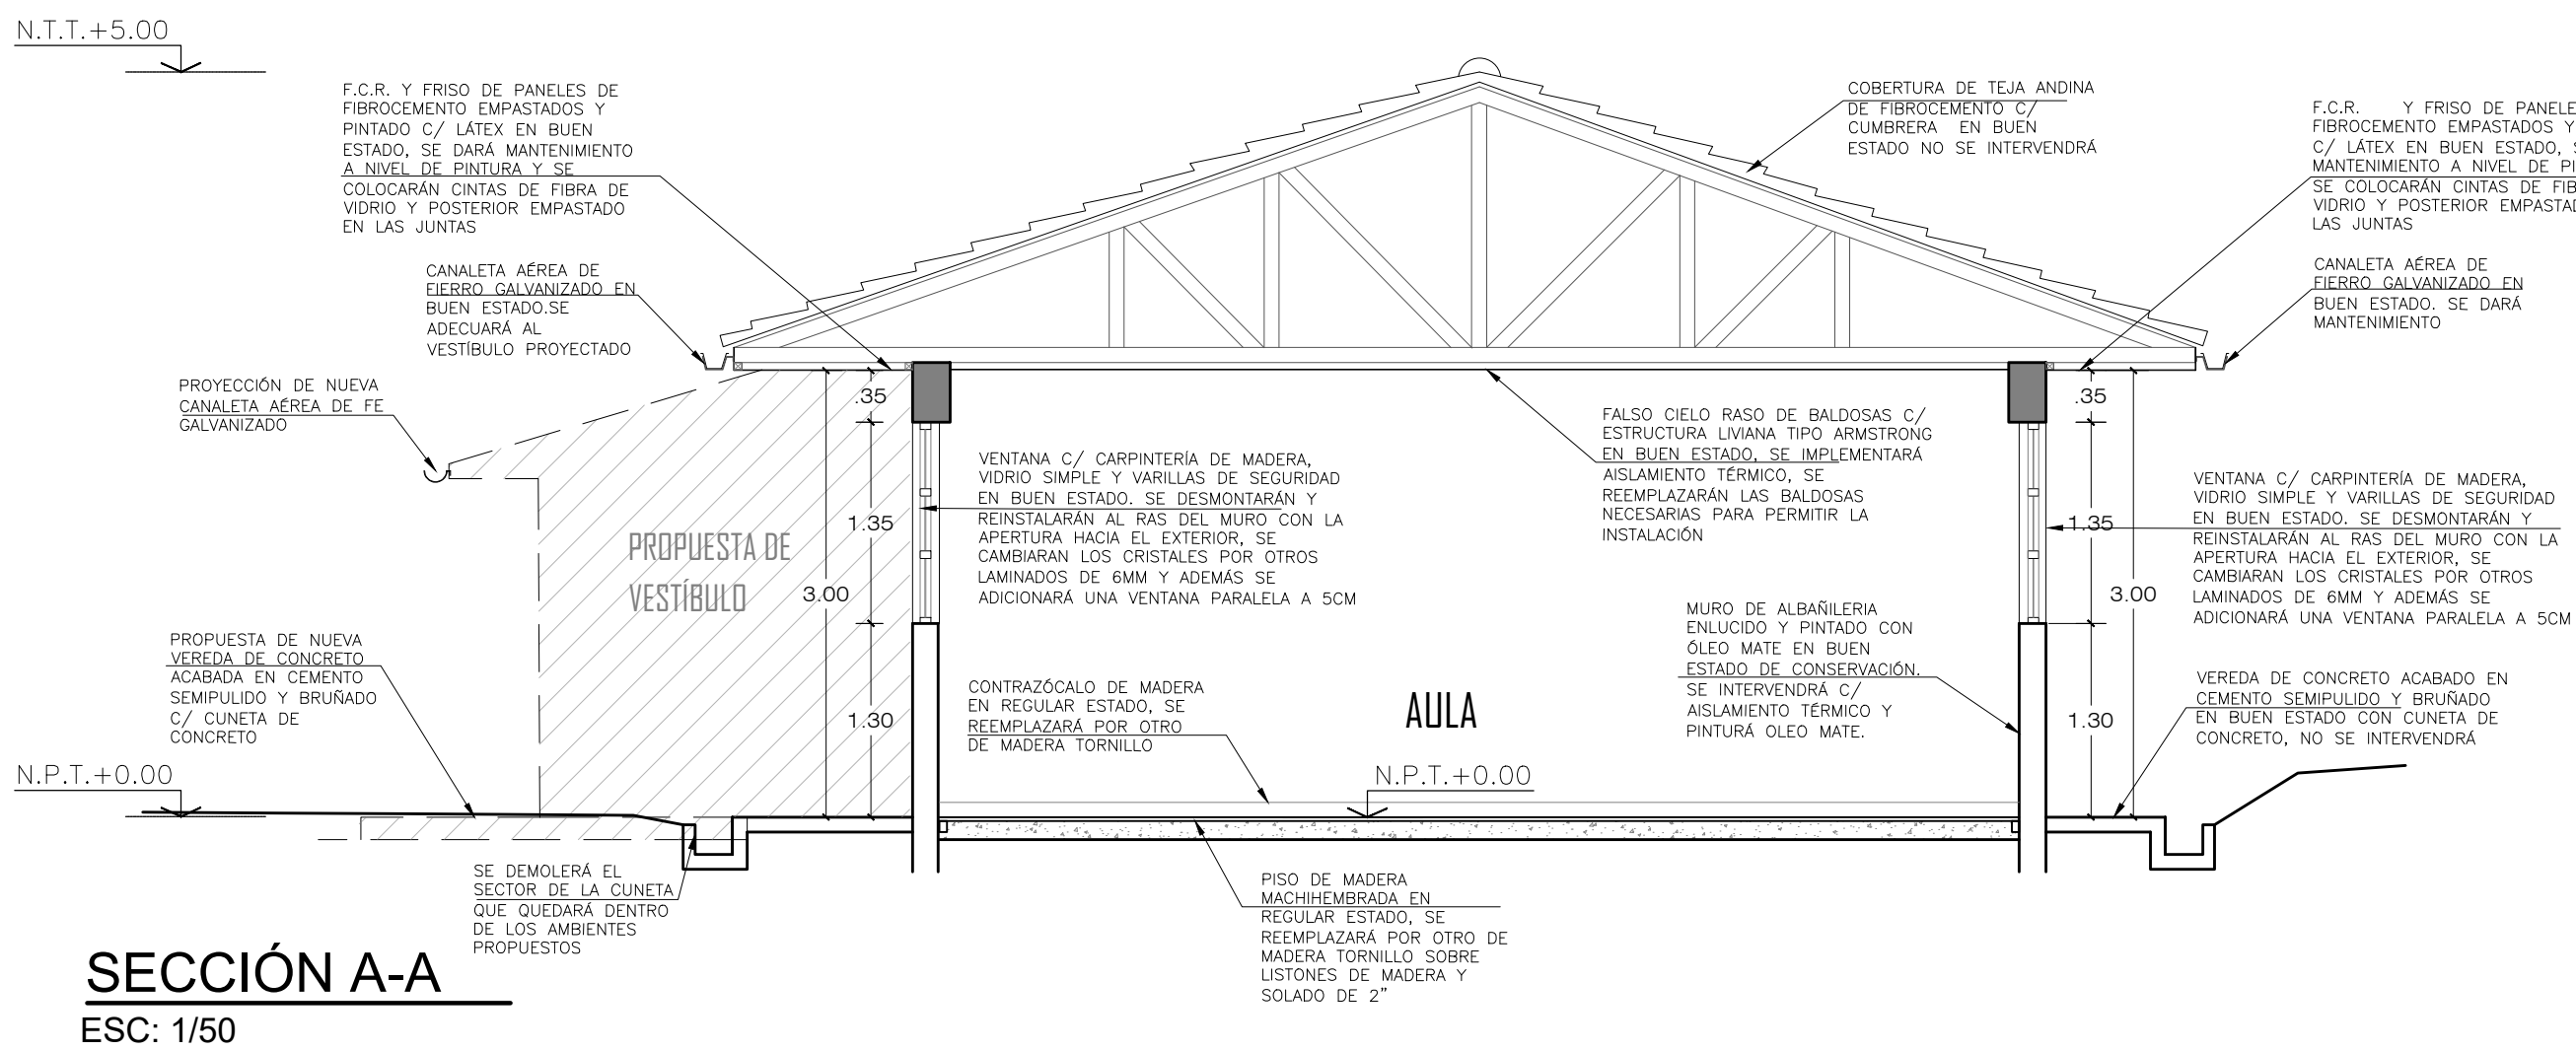 N.T.T.+5.00
F.C.R. Y FRISO DE PANELES DE
FIBROCEMENTO EMPASTADOS Y
PINTADO C/ LÁTEX EN BUEN
ESTADO, SE DARÁ MANTENIMIENTO
A NIVEL DE PINTURA Y SE
COLOCARÁN CINTAS DE FIBRA DE
VIDRIO Y POSTERIOR EMPASTADO
EN LAS JUNTAS
COBERTURA DE TEJA ANDINA
DE FIBROCEMENTO C/
CUMBRERA EN BUEN
ESTADO NO SE INTERVENDRÁ
F.C.R. Y FRISO DE PANELE
FIBROCEMENTO EMPASTADOS Y
C/ LÁTEX EN BUEN ESTADO,
MANTENIMIENTO A NIVEL DE PI
SE COLOCARÁN CINTAS DE FIB
VIDRIO Y POSTERIOR EMPASTAD
LAS JUNTAS
CANALETA AÉREA DE
FIERRO GALVANIZADO EN
BUEN ESTADO.SE
ADECUARÁ AL
VESTÍBULO PROYECTADO
CANALETA AÉREA DE
FIERRO GALVANIZADO EN
BUEN ESTADO. SE DARÁ
MANTENIMIENTO
PROYECCIÓN DE NUEVA
CANALETA AÉREA DE FE
GALVANIZADO
.35
1.35
3.00
1.30
PROPUESTA DE
VESTÍBULO
VENTANA C/ CARPINTERÍA DE MADERA,
VIDRIO SIMPLE Y VARILLAS DE SEGURIDAD
EN BUEN ESTADO. SE DESMONTARÁN Y
REINSTALARÁN AL RAS DEL MURO CON LA
APERTURA HACIA EL EXTERIOR, SE
CAMBIARAN LOS CRISTALES POR OTROS
LAMINADOS DE 6MM Y ADEMÁS SE
ADICIONARÁ UNA VENTANA PARALELA A 5CM
FALSO CIELO RASO DE BALDOSAS C/
ESTRUCTURA LIVIANA TIPO ARMSTRONG
EN BUEN ESTADO, SE IMPLEMENTARÁ
AISLAMIENTO TÉRMICO, SE
REEMPLAZARÁN LAS BALDOSAS
NECESARIAS PARA PERMITIR LA
INSTALACIÓN
.35
1.35
3.00
1.30
VENTANA C/ CARPINTERÍA DE MADERA,
VIDRIO SIMPLE Y VARILLAS DE SEGURIDAD
EN BUEN ESTADO. SE DESMONTARÁN Y
REINSTALARÁN AL RAS DEL MURO CON LA
APERTURA HACIA EL EXTERIOR, SE
CAMBIARAN LOS CRISTALES POR OTROS
LAMINADOS DE 6MM Y ADEMÁS SE
ADICIONARÁ UNA VENTANA PARALELA A 5CM
PROPUESTA DE NUEVA
VEREDA DE CONCRETO
ACABADA EN CEMENTO
SEMIPULIDO Y BRUÑADO
C/ CUNETA DE
CONCRETO
CONTRAZÓCALO DE MADERA
EN REGULAR ESTADO, SE
REEMPLAZARÁ POR OTRO
DE MADERA TORNILLO
AULA
MURO DE ALBAÑILERIA
ENLUCIDO Y PINTADO CON
ÓLEO MATE EN BUEN
ESTADO DE CONSERVACIÓN.
SE INTERVENDRÁ C/
AISLAMIENTO TÉRMICO Y
PINTURÁ OLEO MATE.
VEREDA DE CONCRETO ACABADO EN
CEMENTO SEMIPULIDO Y BRUÑADO
EN BUEN ESTADO CON CUNETA DE
CONCRETO, NO SE INTERVENDRÁ
N.P.T.+0.00
N.P.T.+0.00
SE DEMOLERÁ EL
SECTOR DE LA CUNETA
QUE QUEDARÁ DENTRO
DE LOS AMBIENTES
PROPUESTOS
PISO DE MADERA
MACHIHEMBRADA EN
REGULAR ESTADO, SE
REEMPLAZARÁ POR OTRO DE
MADERA TORNILLO SOBRE
LISTONES DE MADERA Y
SOLADO DE 2"
SECCIÓN A-A
ESC: 1/50